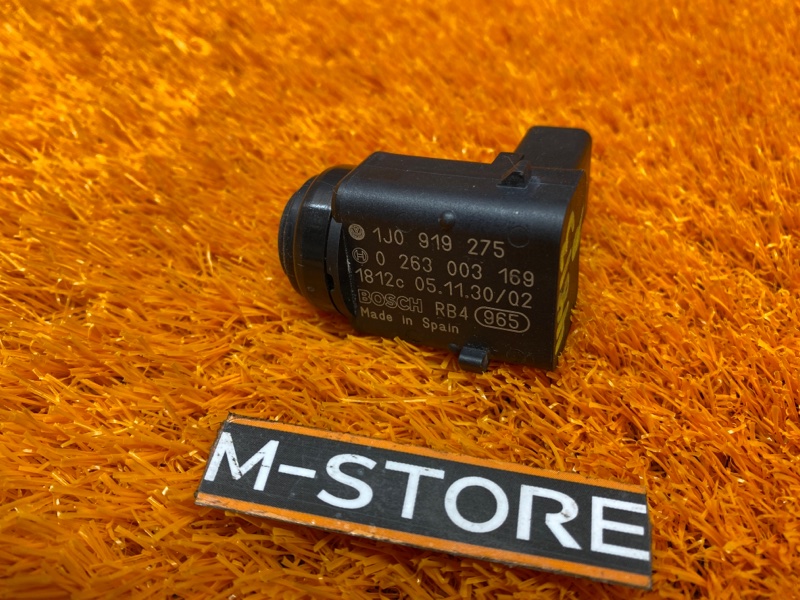 1J0 919 275
0 263 003 169
1812c 05.11.30/02
BOSCH RB4 965
Made in Spain
M-STORE